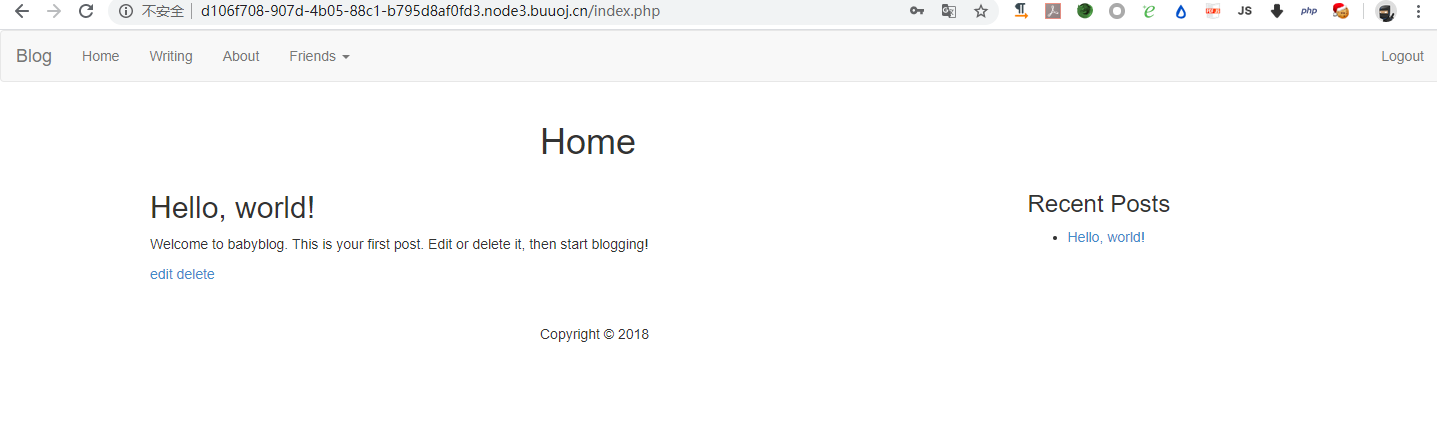 不安全 d106f708-907d-4b05-88c1-b795d8af0fd3.node3.buuoj.cn/index.php JS php
Blog Home Writing About Friends Logout
Home
Hello, world!
Welcome to babyblog. This is your first post. Edit or delete it, then start blogging!
edit delete
Recent Posts
Hello, world!
Copyright © 2018